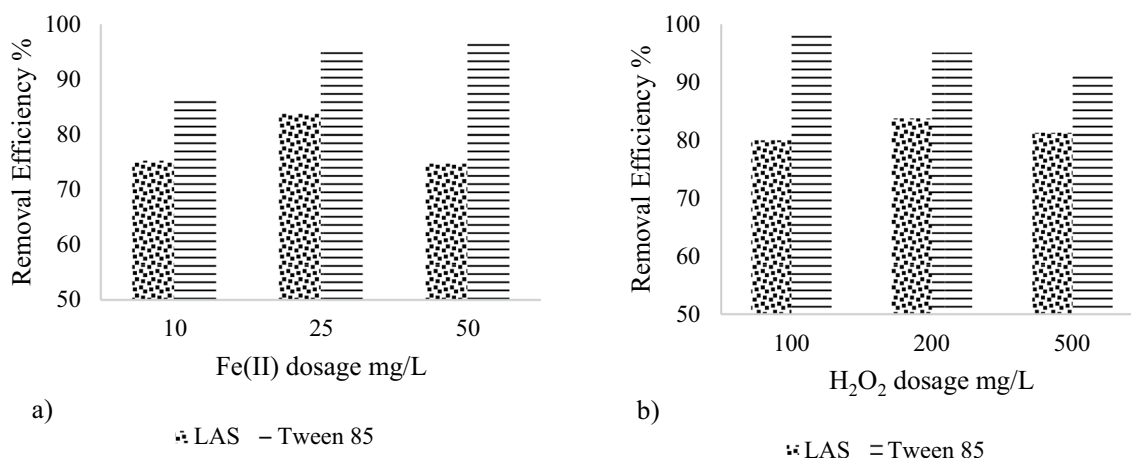 Removal Efficiency %
100
90
80
70
60
50
10 25 50
Fe(II) dosage mg/L
a)
LAS Tween 85
Removal Efficiency %
100
90
80
70
60
50
100 200 500
H₂O₂ dosage mg/L
b)
LAS Tween 85